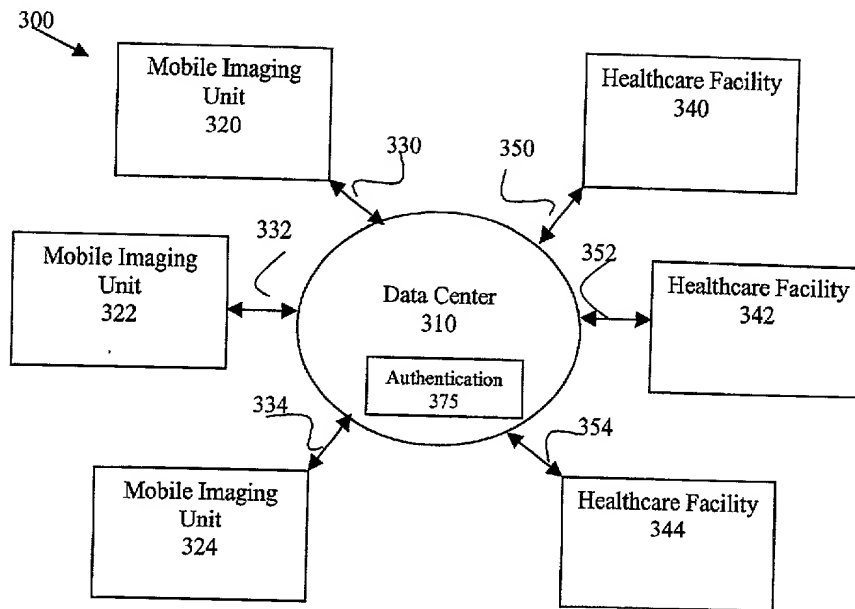 300
Mobile Imaging
Unit
320
Healthcare Facility
340
330
350
332
352
Mobile Imaging
Unit
322
Data Center
310
Healthcare Facility
342
Authentication
375
334
354
Mobile Imaging
Unit
324
Healthcare Facility
344